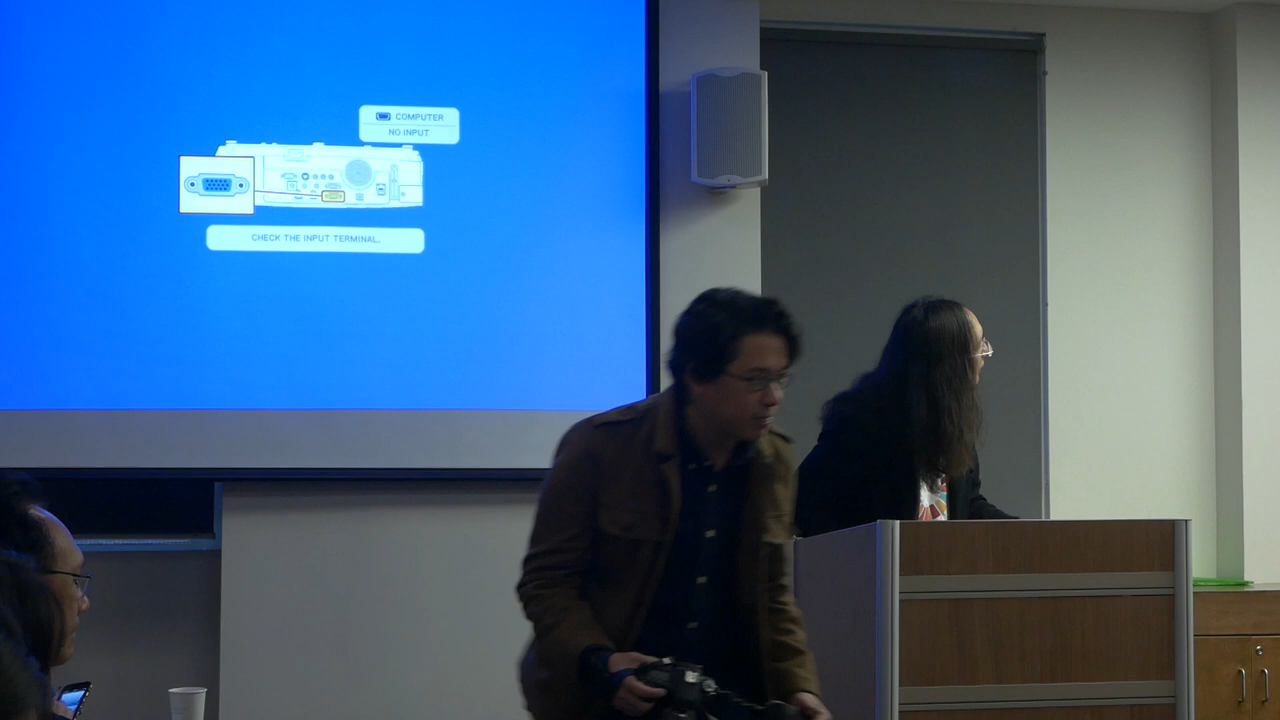 COMPUTER
NO INPUT
CHECK THE INPUT TERMINAL.